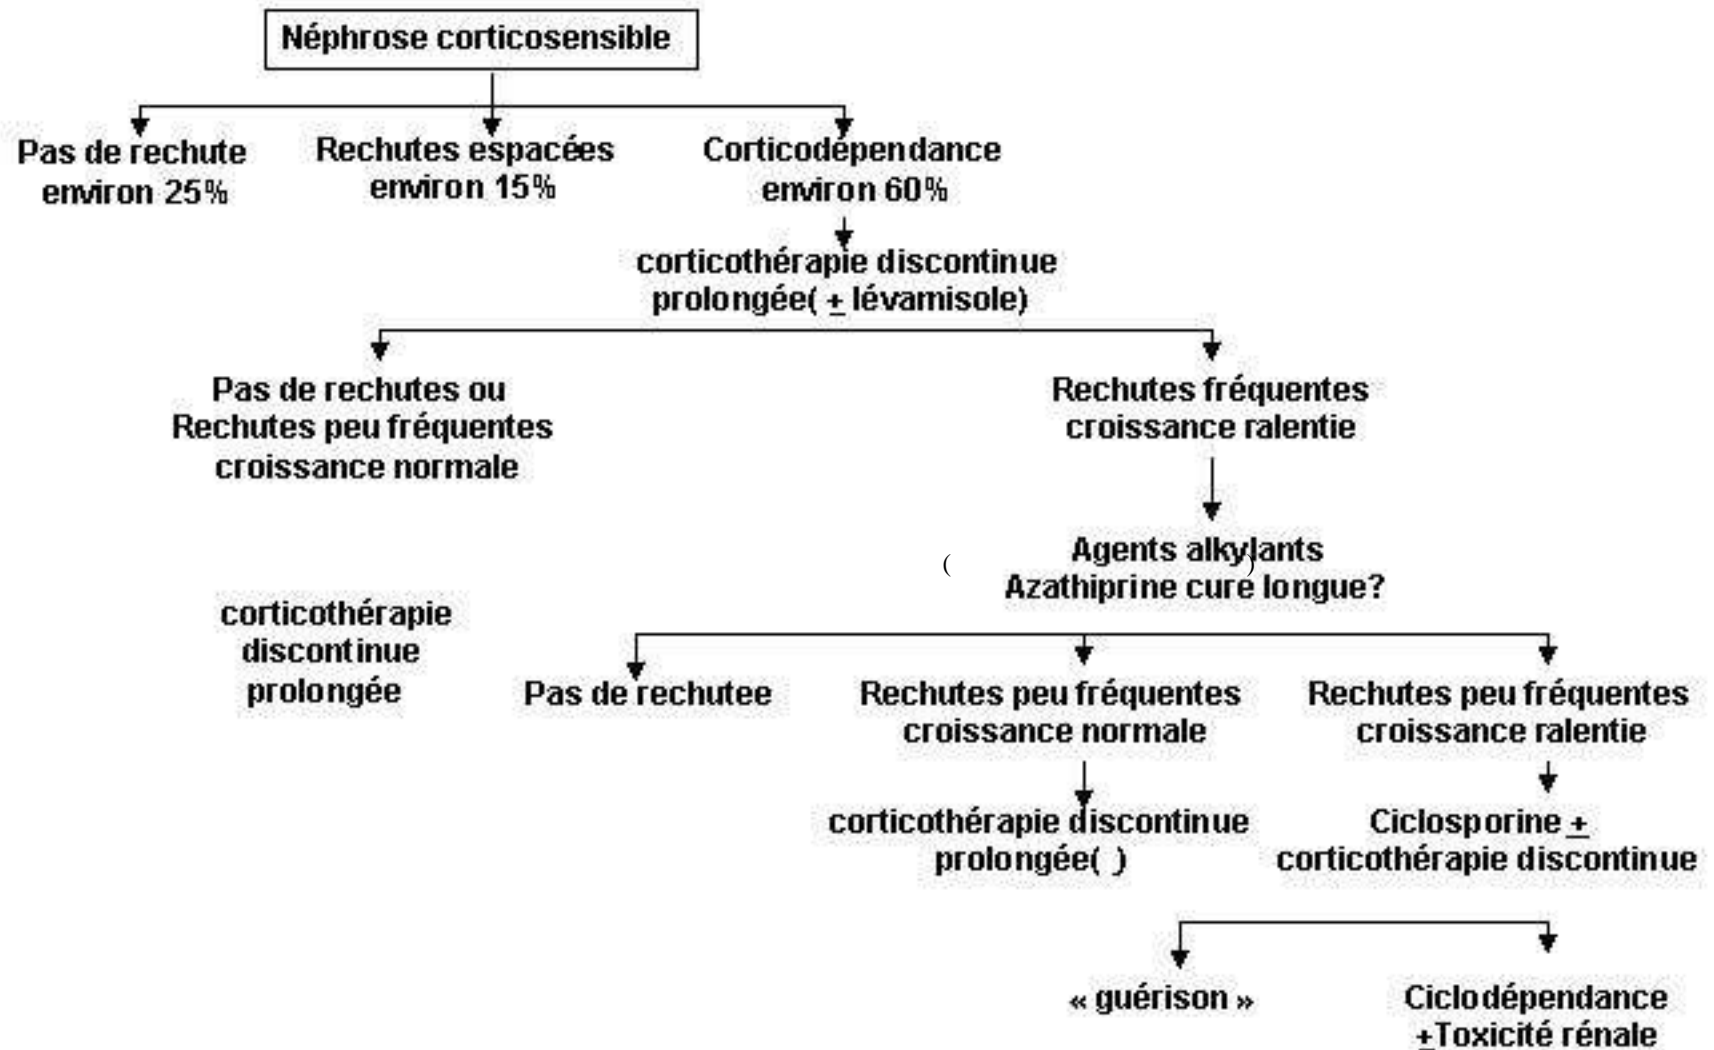 Néphrose corticosensible
Pas de rechute
environ 25%
Rechutes espacées
environ 15%
Corticodépendance
environ 60%
corticothérapie discontinue
prolongée( + lévamisole)
Pas de rechutes ou
Rechutes peu fréquentes
croissance normale
Rechutes fréquentes
croissance ralentie
Agents alkylants
( )
Azathiprine cure longue?
corticothérapie
discontinue
prolongée
Pas de rechutee
Rechutes peu fréquentes
croissance normale
Rechutes peu fréquentes
croissance ralentie
corticothérapie discontinue
prolongée( )
Ciclosporine +
corticothérapie discontinue
« guérison »
Ciclodépendance
+Toxicité rénale